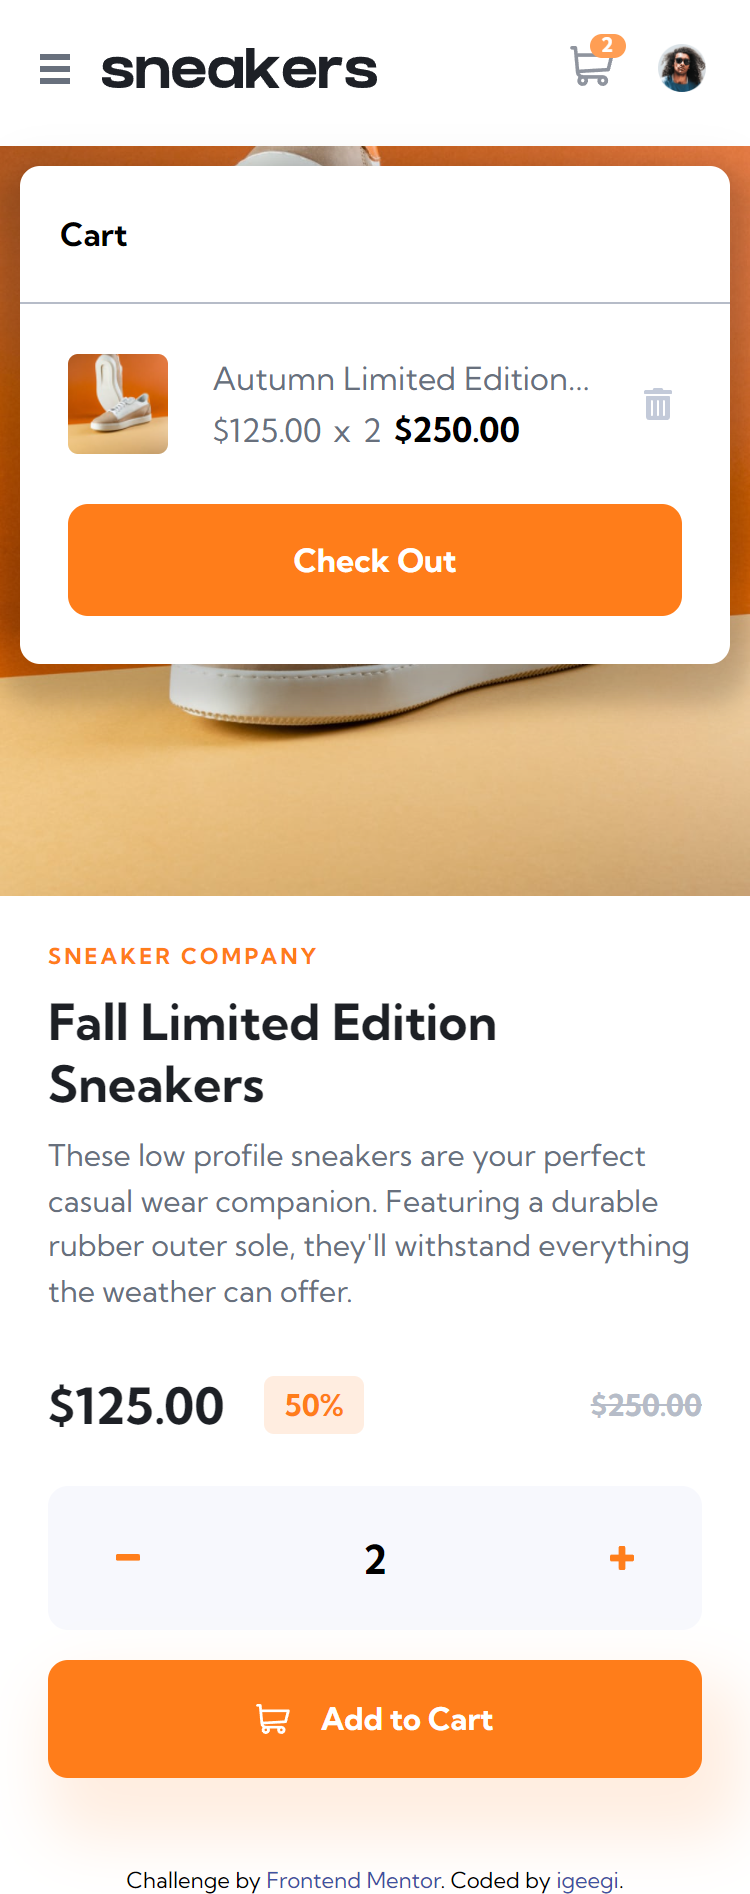 sneakers
2
Cart
Autumn Limited Edition...
$125.00 x 2 $250.00
Check Out
SNEAKER COMPANY
Fall Limited Edition
Sneakers
These low profile sneakers are your perfect
casual wear companion. Featuring a durable
rubber outer sole, they'll withstand everything
the weather can offer.
$125.00 50% $250.00
2
Add to Cart
Challenge by Frontend Mentor. Coded by igeegi.